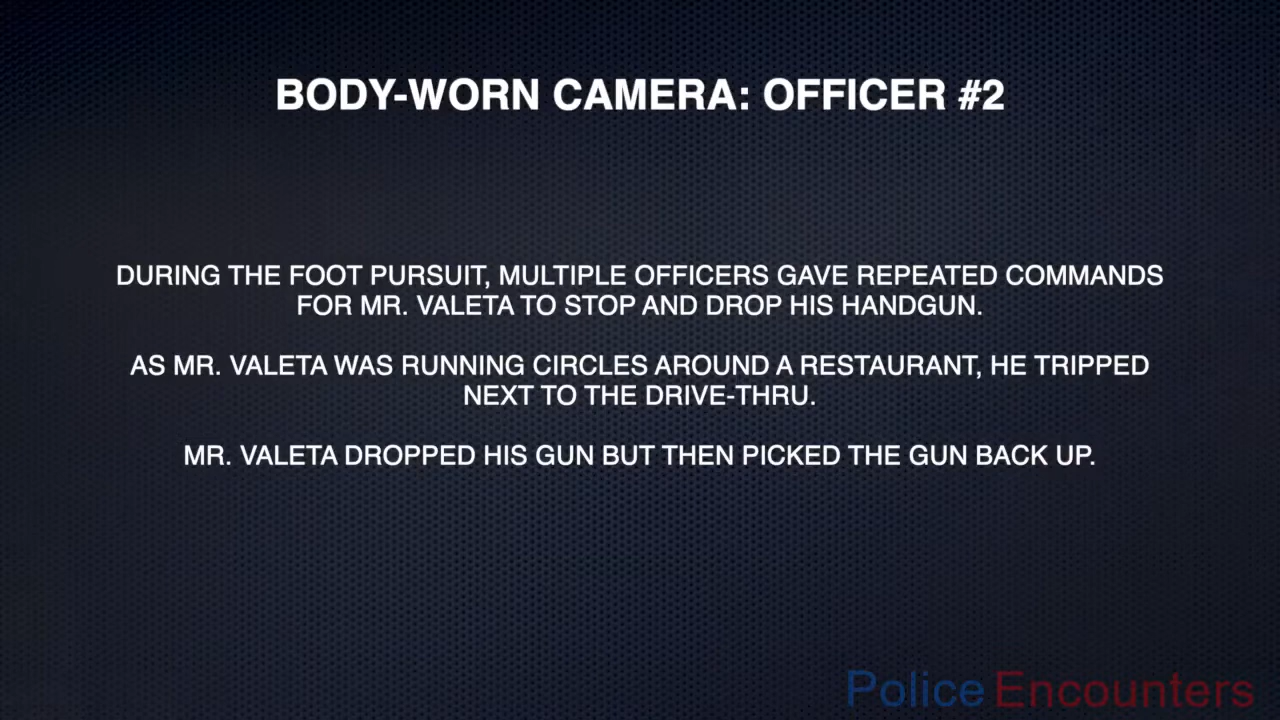 BODY-WORN CAMERA: OFFICER #2
DURING THE FOOT PURSUIT, MULTIPLE OFFICERS GAVE REPEATED COMMANDS
FOR MR. VALETA TO STOP AND DROP HIS HANDGUN.
AS MR. VALETA WAS RUNNING CIRCLES AROUND A RESTAURANT, HE TRIPPED
NEXT TO THE DRIVE-THRU.
MR. VALETA DROPPED HIS GUN BUT THEN PICKED THE GUN BACK UP.
Police Encounters